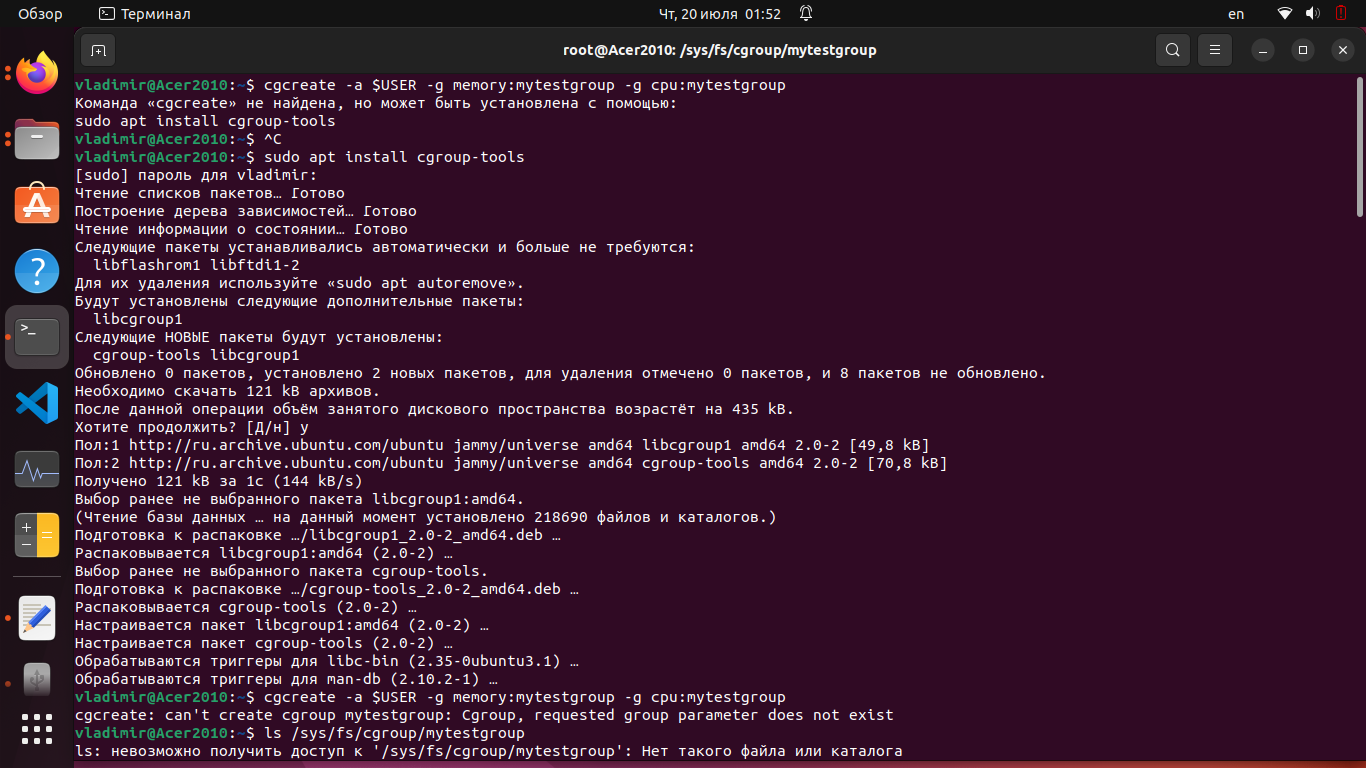 Обзор
Терминал
Чт, 20 июля 01:52
en
root@Acer2010: /sys/fs/cgroup/mytestgroup
vladimir@Acer2010:~$ cgcreate -a $USER -g memory:mytestgroup -g cpu:mytestgroup
Команда «cgcreate» не найдена, но может быть установлена с помощью:
sudo apt install cgroup-tools
vladimir@Acer2010:~$ ^C
vladimir@Acer2010:~$ sudo apt install cgroup-tools
[sudo] пароль для vladimir:
Чтение списков пакетов… Готово
Построение дерева зависимостей… Готово
Чтение информации о состоянии… Готово
Следующие пакеты устанавливались автоматически и больше не требуются:
libflashrom1 libftdi1-2
Для их удаления используйте «sudo apt autoremove».
Будут установлены следующие дополнительные пакеты:
libcgroup1
Следующие НОВЫЕ пакеты будут установлены:
cgroup-tools libcgroup1
Обновлено 0 пакетов, установлено 2 новых пакетов, для удаления отмечено 0 пакетов, и 8 пакетов не обновлено.
Необходимо скачать 121 kB архивов.
После данной операции объём занятого дискового пространства возрастёт на 435 kB.
Хотите продолжить? [Д/н] y
Пол:1 http://ru.archive.ubuntu.com/ubuntu jammy/universe amd64 libcgroup1 amd64 2.0-2 [49,8 kB]
Пол:2 http://ru.archive.ubuntu.com/ubuntu jammy/universe amd64 cgroup-tools amd64 2.0-2 [70,8 kB]
Получено 121 kB за 1с (144 kB/s)
Выбор ранее не выбранного пакета libcgroup1:amd64.
(Чтение базы данных … на данный момент установлено 218690 файлов и каталогов.)
Подготовка к распаковке …/libcgroup1_2.0-2_amd64.deb …
Распаковывается libcgroup1:amd64 (2.0-2) …
Выбор ранее не выбранного пакета cgroup-tools.
Подготовка к распаковке …/cgroup-tools_2.0-2_amd64.deb …
Распаковывается cgroup-tools (2.0-2) …
Настраивается пакет libcgroup1:amd64 (2.0-2) …
Настраивается пакет cgroup-tools (2.0-2) …
Обрабатываются триггеры для libc-bin (2.35-0ubuntu3.1) …
Обрабатываются триггеры для man-db (2.10.2-1) …
vladimir@Acer2010:~$ cgcreate -a $USER -g memory:mytestgroup -g cpu:mytestgroup
cgcreate: can't create cgroup mytestgroup: Cgroup, requested group parameter does not exist
vladimir@Acer2010:~$ ls /sys/fs/cgroup/mytestgroup
ls: невозможно получить доступ к '/sys/fs/cgroup/mytestgroup': Нет такого файла или каталога